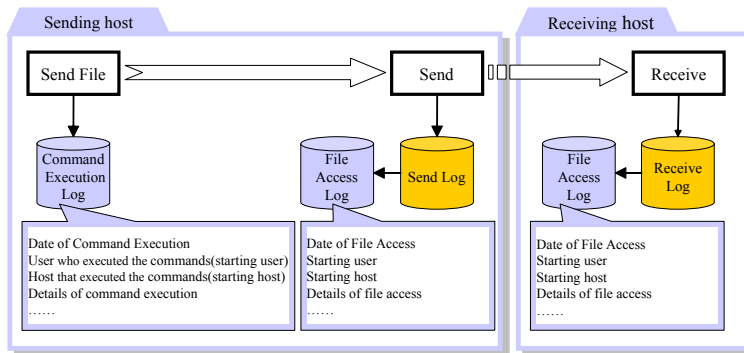 Sending host
Receiving host
Send File
Send
Receive
Command
Execution
Log
File
Access
Log
Send Log
File
Access
Log
Receive
Log
Date of Command Execution
User who executed the commands(starting user)
Host that executed the commands(starting host)
Details of command execution
……
Date of File Access
Starting user
Starting host
Details of file access
……
Date of File Access
Starting user
Starting host
Details of file access
……